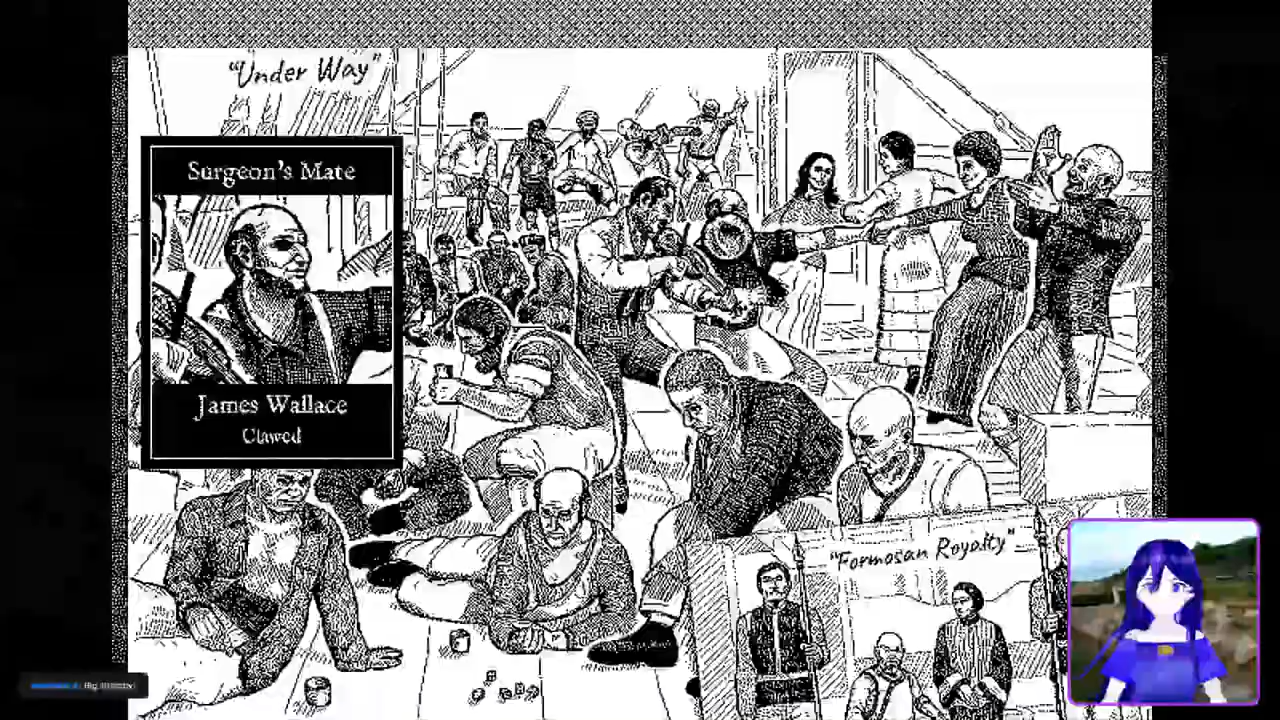 "Under Way"
Surgeon's Mate
James Wallace
Clawed
"Formosan Royalty"